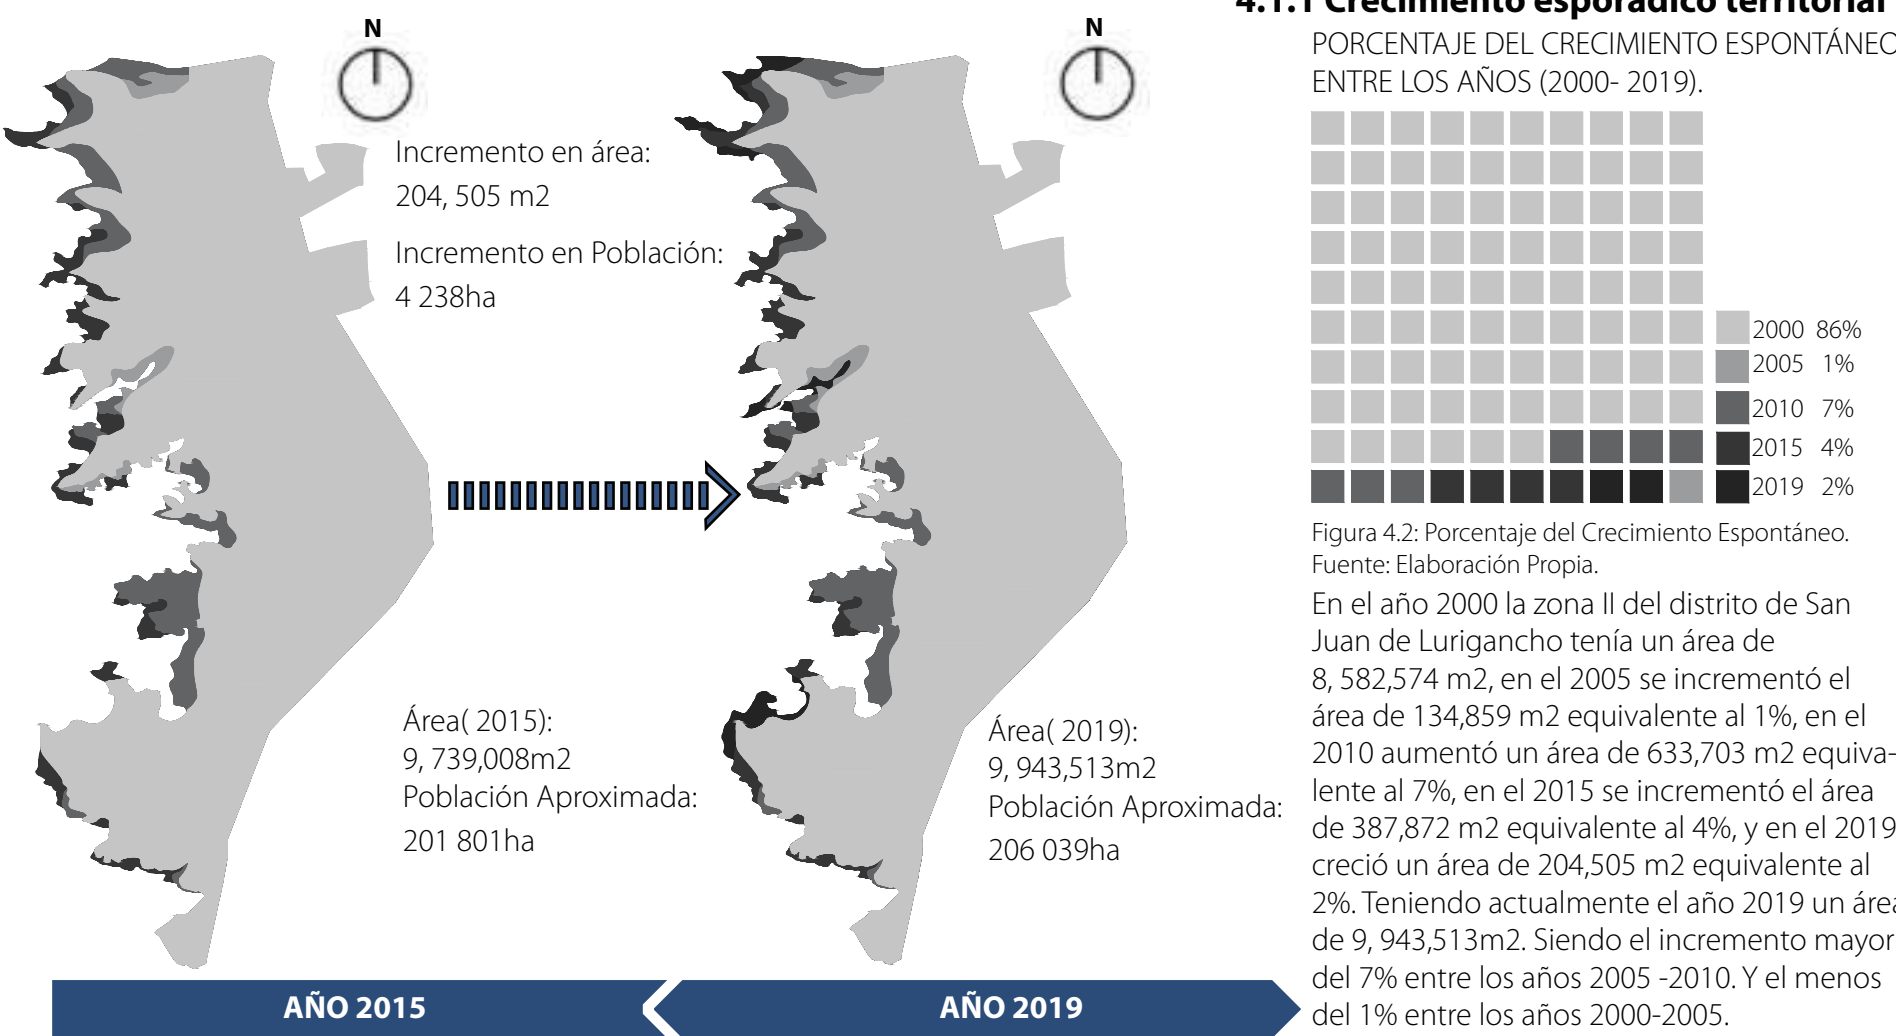 N
Incremento en área:
204, 505 m2
Incremento en Población:
4 238ha
Área( 2015):
9, 739,008m2
Población Aproximada:
201 801ha
AÑO 2015
N
Área( 2019):
9, 943,513m2
Población Aproximada:
206 039ha
AÑO 2019
4.1.1 Crecimiento esporádico territorial
PORCENTAJE DEL CRECIMIENTO ESPONTÁNEO
ENTRE LOS AÑOS (2000- 2019).
2000 86%
2005 1%
2010 7%
2015 4%
2019 2%
Figura 4.2: Porcentaje del Crecimiento Espontáneo.
Fuente: Elaboración Propia.
En el año 2000 la zona II del distrito de San
Juan de Lurigancho tenía un área de
8, 582,574 m2, en el 2005 se incrementó el
área de 134,859 m2 equivalente al 1%, en el
2010 aumentó un área de 633,703 m2 equiva-
lente al 7%, en el 2015 se incrementó el área
de 387,872 m2 equivalente al 4%, y en el 2019
creció un área de 204,505 m2 equivalente al
2%. Teniendo actualmente el año 2019 un área
de 9, 943,513m2. Siendo el incremento mayor
del 7% entre los años 2005 -2010. Y el menos
del 1% entre los años 2000-2005.